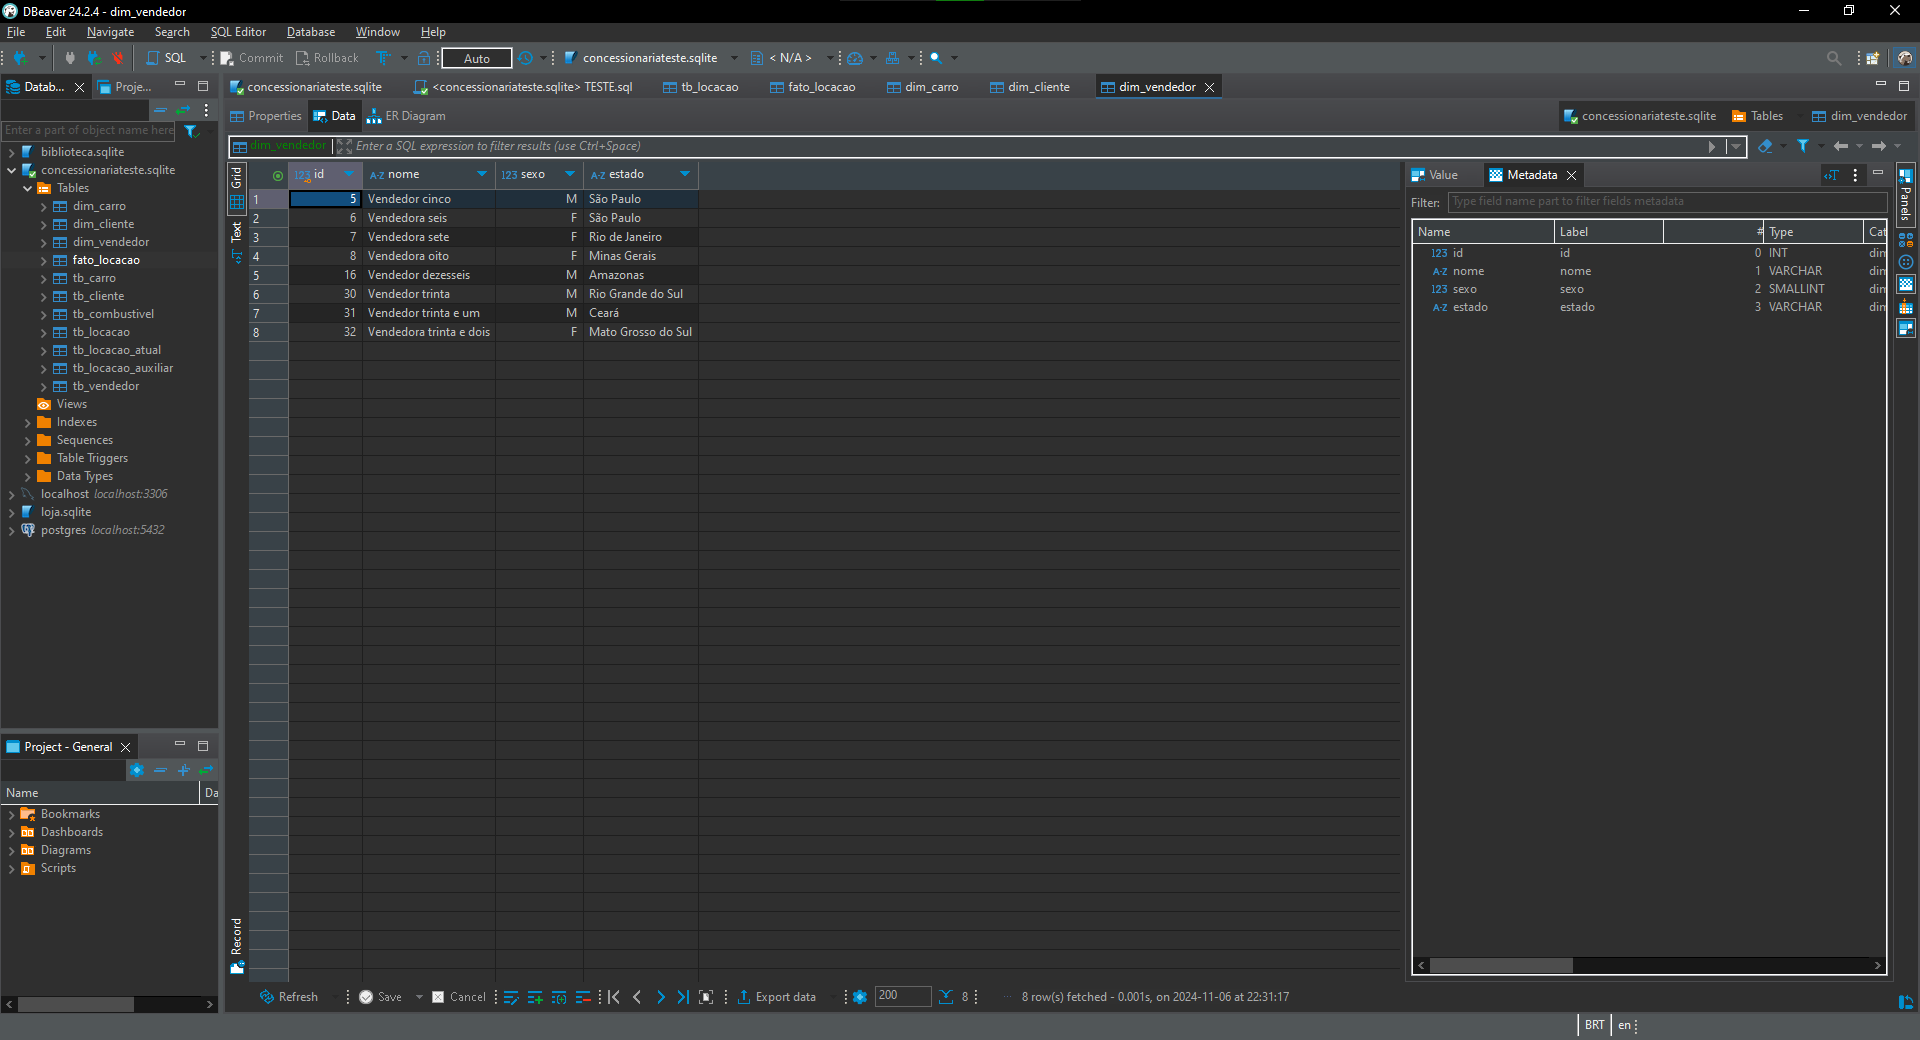 DBeaver 24.2.4 - dim_vendedor
File Edit Navigate Search SQL Editor Database Window Help
SQL Commit Rollback Auto concessionariateste.sqlite < N/A >
Datab... Proje...
Enter a part of object name here
biblioteca.sqlite
concessionariateste.sqlite
Tables
dim_carro
dim_cliente
dim_vendedor
fato_locacao
tb_carro
tb_cliente
tb_combustivel
tb_locacao
tb_locacao_atual
tb_locacao_auxiliar
tb_vendedor
Views
Indexes
Sequences
Table Triggers
Data Types
localhost localhost:3306
loja.sqlite
postgres localhost:5432
Project - General
Name Da
Bookmarks
Dashboards
Diagrams
Scripts
concessionariateste.sqlite <concessionariateste.sqlite> TESTE.sql tb_locacao fato_locacao dim_carro dim_cliente dim_vendedor
Properties Data ER Diagram concessionariateste.sqlite Tables dim_vendedor
dim_vendedor Enter a SQL expression to filter results (use Ctrl+Space)
Grid
Text
Record
123 id A-Z nome 123 sexo A-Z estado
1 5 Vendedor cinco M São Paulo
2 6 Vendedora seis F São Paulo
3 7 Vendedora sete F Rio de Janeiro
4 8 Vendedora oito F Minas Gerais
5 16 Vendedor dezesseis M Amazonas
6 30 Vendedor trinta M Rio Grande do Sul
7 31 Vendedor trinta e um M Ceará
8 32 Vendedora trinta e dois F Mato Grosso do Sul
Value Metadata
Filter: Type field name part to filter fields metadata
Name Label # Type Cat
123 id id 0 INT dim
A-Z nome nome 1 VARCHAR dim
123 sexo sexo 2 SMALLINT dim
A-Z estado estado 3 VARCHAR dim
Panels
Refresh Save Cancel Export data 200 8 8 row(s) fetched - 0.001s, on 2024-11-06 at 22:31:17
BRT en